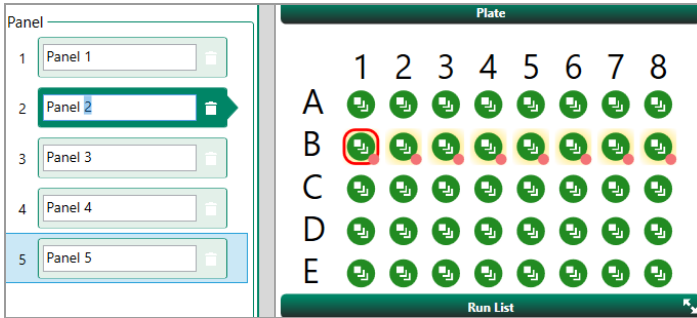 Panel
1 Panel 1
2 Panel 2
3 Panel 3
4 Panel 4
5 Panel 5
Plate
1 2 3 4 5 6 7 8
A
B
C
D
E
Run List